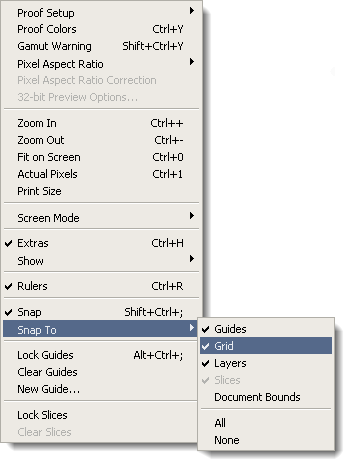 Proof Setup
Proof Colors Ctrl+Y
Gamut Warning Shift+Ctrl+Y
Pixel Aspect Ratio
Pixel Aspect Ratio Correction
32-bit Preview Options...
Zoom In Ctrl++
Zoom Out Ctrl+-
Fit on Screen Ctrl+0
Actual Pixels Ctrl+1
Print Size
Screen Mode
Extras Ctrl+H
Show
Rulers Ctrl+R
Snap Shift+Ctrl+;
Snap To
Lock Guides Alt+Ctrl+;
Clear Guides
New Guide...
Lock Slices
Clear Slices
Guides
Grid
Layers
Slices
Document Bounds
All
None